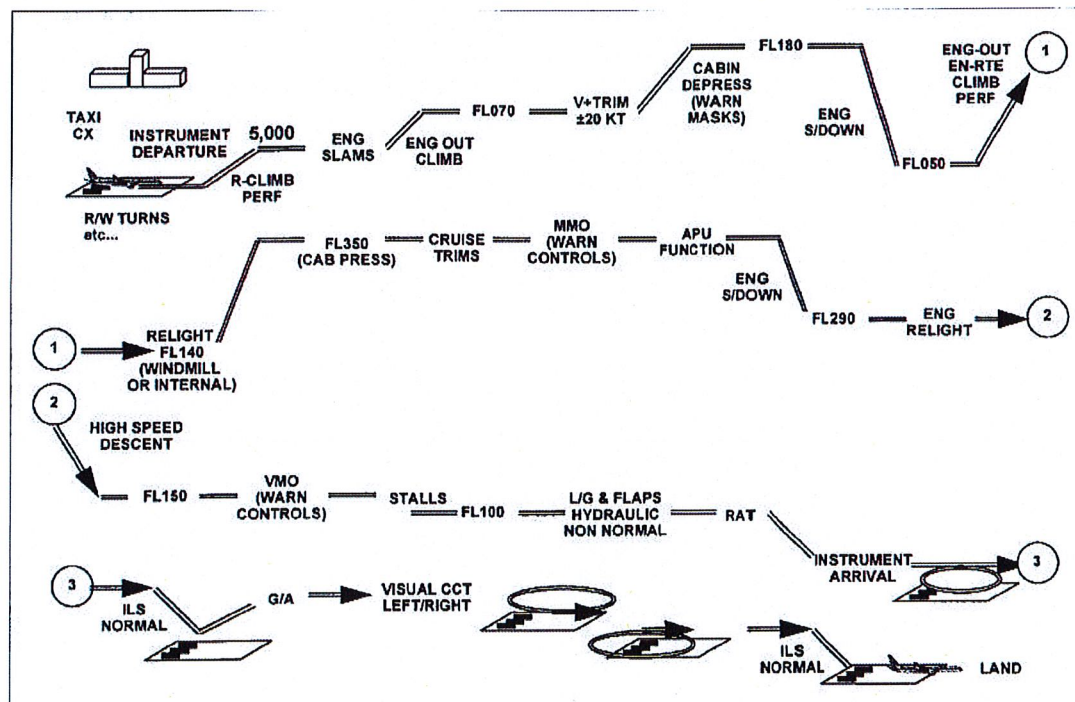 TAXI
CX
INSTRUMENT
DEPARTURE
5,000
R-CLIMB
PERF
R/W TURNS
etc...
ENG
SLAMS
ENG OUT
CLIMB
FL070
V+TRIM
±20 KT
CABIN
DEPRESS
(WARN
MASKS)
FL180
ENG
S/DOWN
FL050
ENG-OUT
EN-RTE
CLIMB
PERF
1
1
RELIGHT
FL140
(WINDMILL
OR INTERNAL)
FL350
(CAB PRESS)
CRUISE
TRIMS
MMO
(WARN
CONTROLS)
APU
FUNCTION
ENG
S/DOWN
FL290
ENG
RELIGHT
2
2
HIGH SPEED
DESCENT
FL150
VMO
(WARN
CONTROLS)
STALLS
FL100
L/G & FLAPS
HYDRAULIC
NON NORMAL
RAT
INSTRUMENT
ARRIVAL
3
3
ILS
NORMAL
G/A
VISUAL CCT
LEFT/RIGHT
ILS
NORMAL
LAND